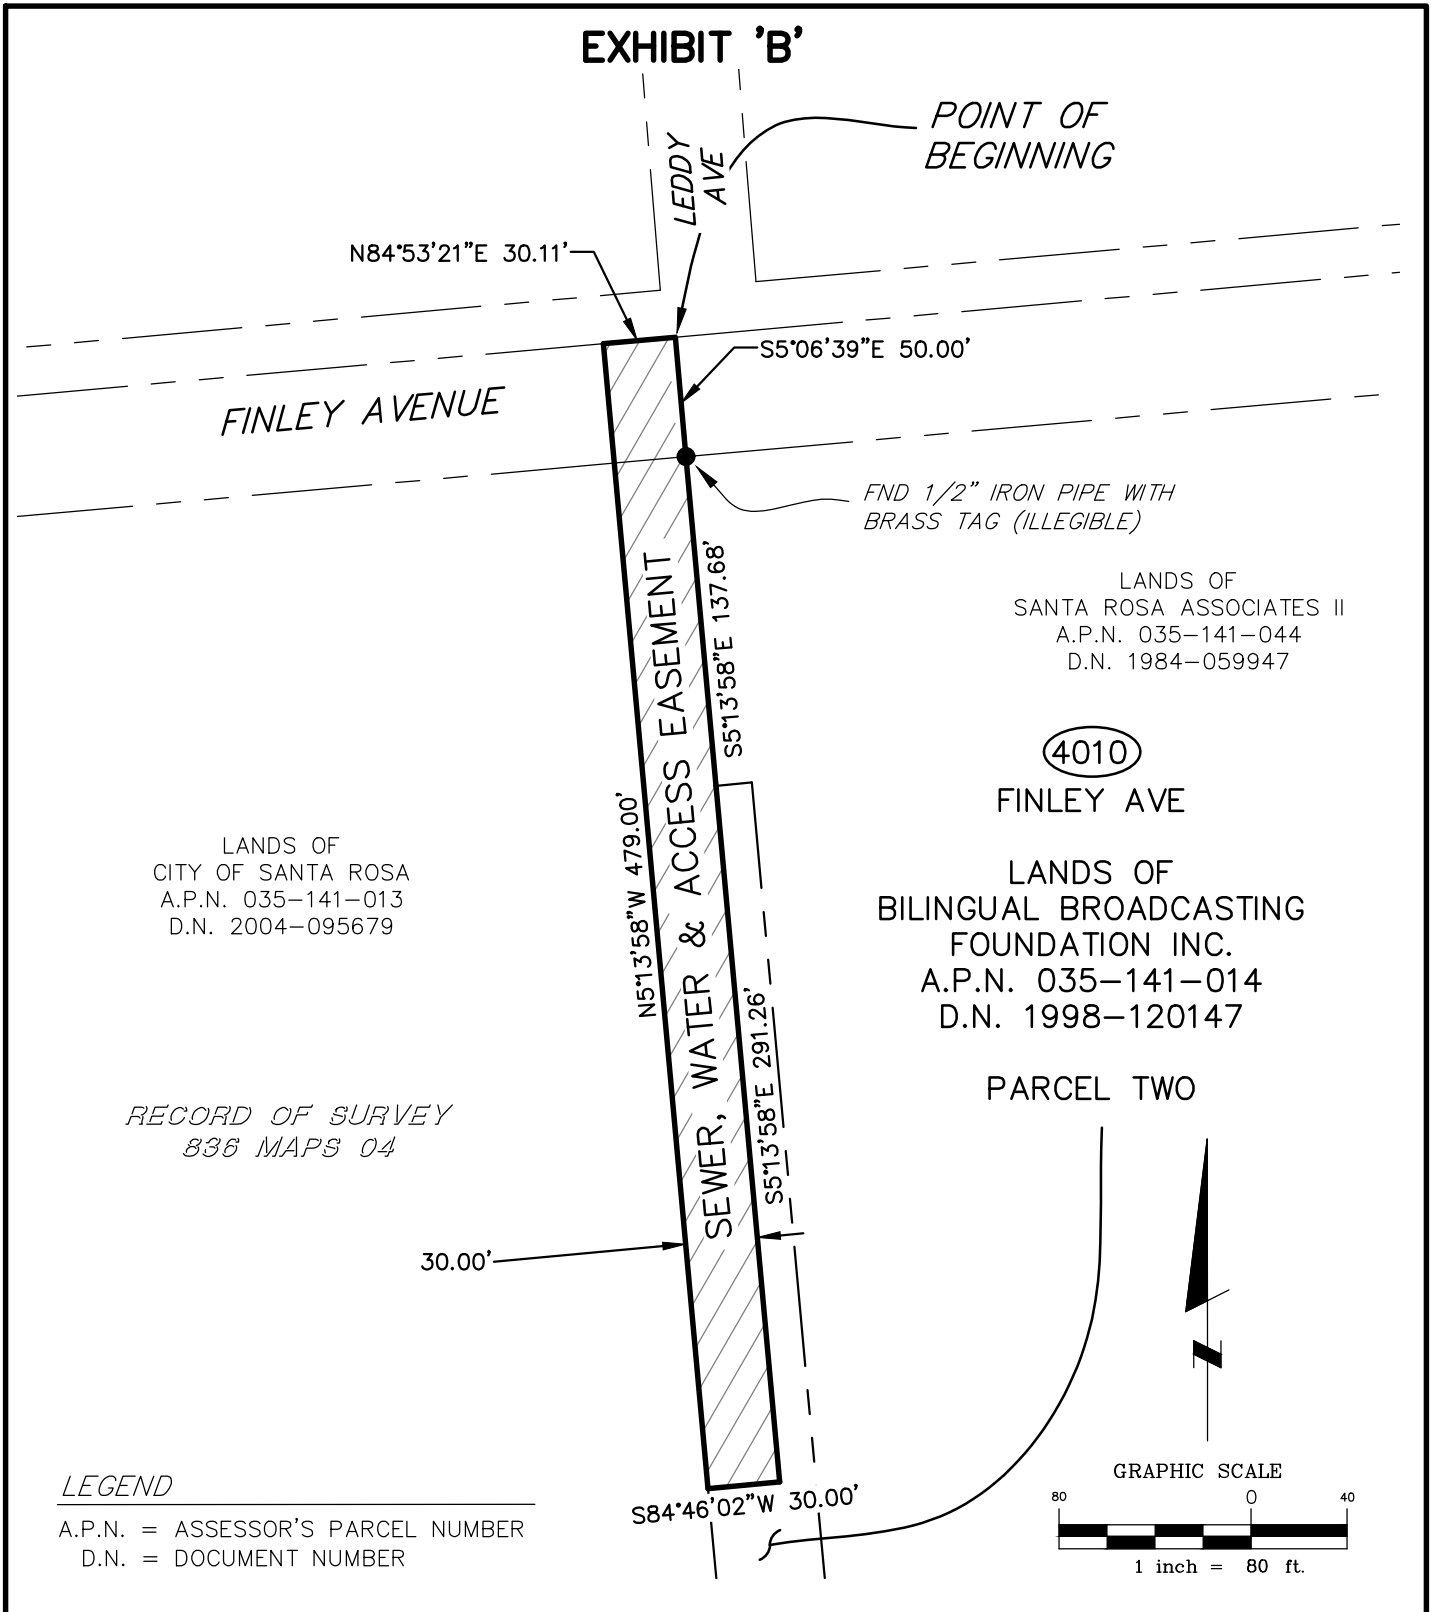 EXHIBIT 'B'
POINT OF
BEGINNING
LEDDY
AVE
N84°53'21"E 30.11'
S5°06'39"E 50.00'
FINLEY AVENUE
FND 1/2" IRON PIPE WITH
BRASS TAG (ILLEGIBLE)
S5°13'58"E 137.68'
SEWER, WATER & ACCESS EASEMENT
LANDS OF
SANTA ROSA ASSOCIATES II
A.P.N. 035-141-044
D.N. 1984-059947
4010
FINLEY AVE
N5°13'58"W 479.00'
LANDS OF
CITY OF SANTA ROSA
A.P.N. 035-141-013
D.N. 2004-095679
LANDS OF
BILINGUAL BROADCASTING
FOUNDATION INC.
A.P.N. 035-141-014
D.N. 1998-120147
PARCEL TWO
S5°13'58"E 291.26'
RECORD OF SURVEY
836 MAPS 04
30.00'
S84°46'02"W 30.00'
LEGEND
A.P.N. = ASSESSOR'S PARCEL NUMBER
D.N. = DOCUMENT NUMBER
GRAPHIC SCALE
80 0 40
1 inch = 80 ft.